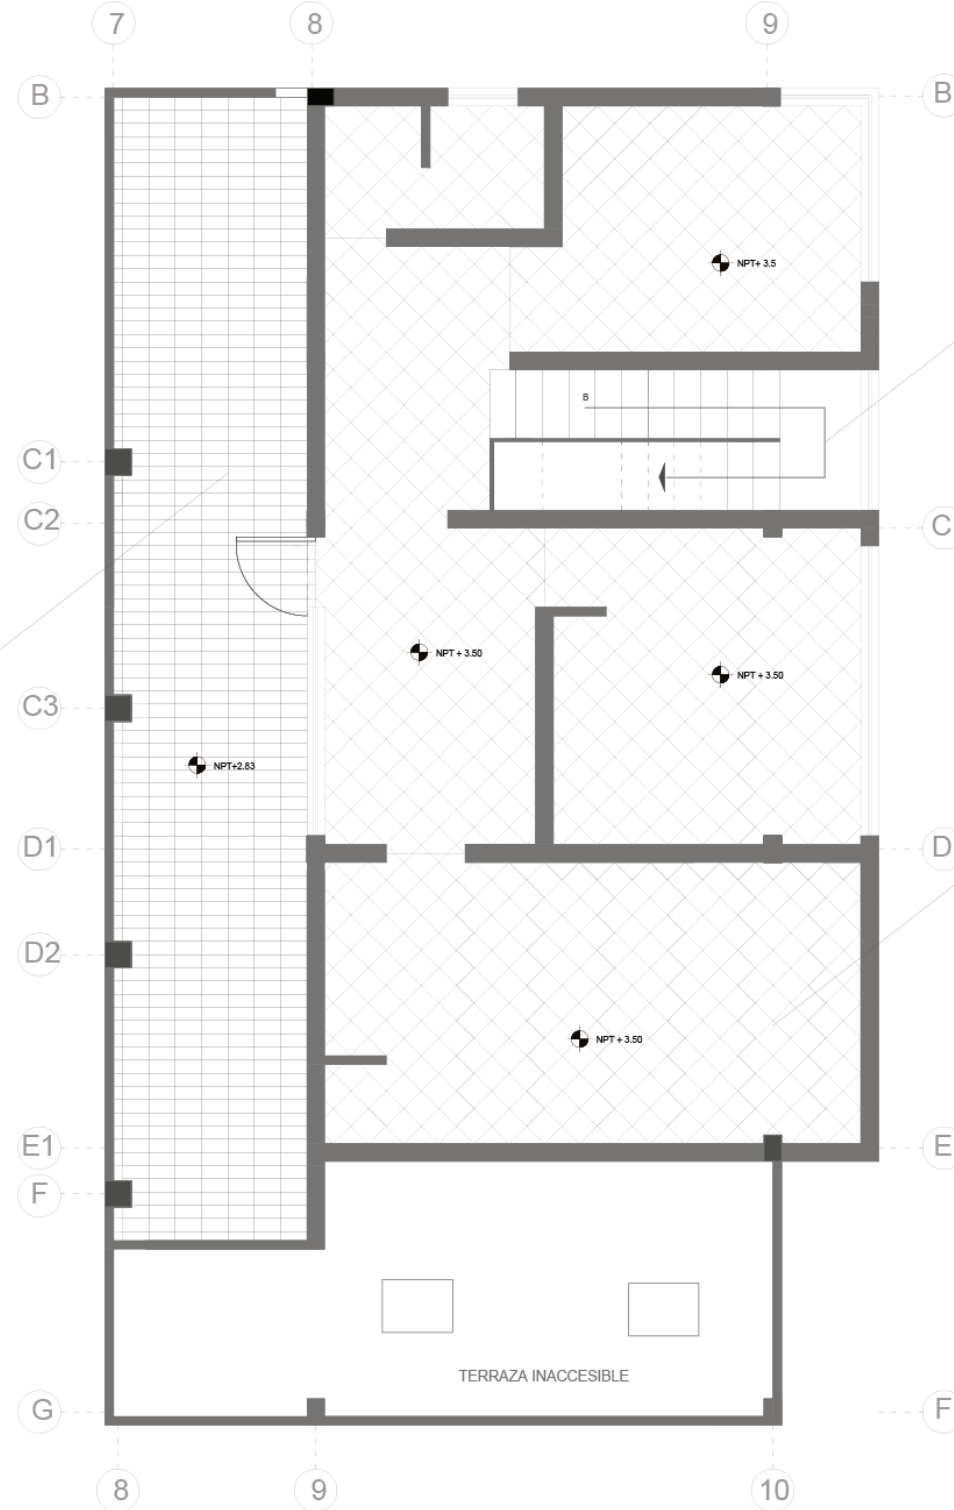 7 8 9
B B
NPT+ 3.5
B
C1
C2 C
NPT + 3.50
NPT + 3.50
C3
NPT+2.83
D1 D
D2
NPT + 3.50
E1 E
F
TERRAZA INACCESIBLE
G F
8 9 10